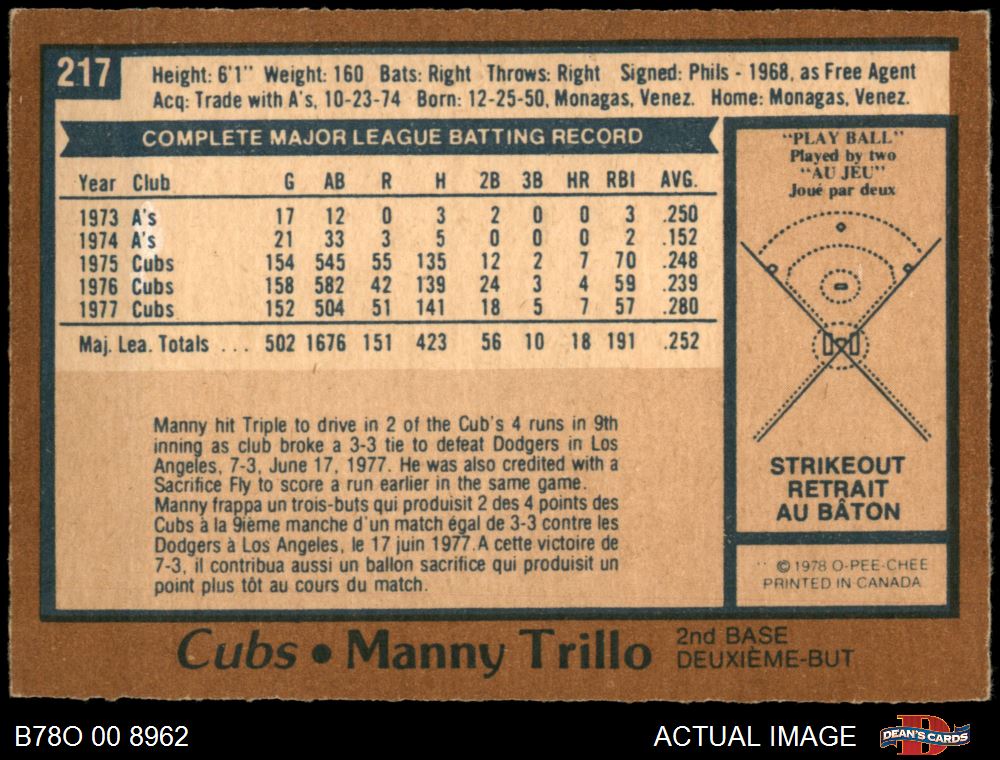 217
Height: 6'1" Weight: 160 Bats: Right Throws: Right Signed: Phils - 1968, as Free Agent
Acq: Trade with A's, 10-23-74 Born: 12-25-50, Monagas, Venez. Home: Monagas, Venez.
COMPLETE MAJOR LEAGUE BATTING RECORD
Year Club G AB R H 2B 3B HR RBI AVG.
1973 A's 17 12 0 3 2 0 0 3 .250
1974 A's 21 33 3 5 0 0 0 2 .152
1975 Cubs 154 545 55 135 12 2 7 70 .248
1976 Cubs 158 582 42 139 24 3 4 59 .239
1977 Cubs 152 504 51 141 18 5 7 57 .280
Maj. Lea. Totals ... 502 1676 151 423 56 10 18 191 .252
Manny hit Triple to drive in 2 of the Cub's 4 runs in 9th
inning as club broke a 3-3 tie to defeat Dodgers in Los
Angeles, 7-3, June 17, 1977. He was also credited with a
Sacrifice Fly to score a run earlier in the same game.
Manny frappa un trois-buts qui produisit 2 des 4 points des
Cubs à la 9ième manche d'un match égal de 3-3 contre les
Dodgers à Los Angeles, le 17 juin 1977.A cette victoire de
7-3, il contribua aussi un ballon sacrifice qui produisit un
point plus tôt au cours du match.
"PLAY BALL"
Played by two
"AU JEU"
Joué par deux
STRIKEOUT
RETRAIT
AU BÂTON
© 1978 O-PEE-CHEE
PRINTED IN CANADA
Cubs • Manny Trillo
2nd BASE
DEUXIÈME-BUT
B78O 00 8962
ACTUAL IMAGE
DEAN'S CARDS